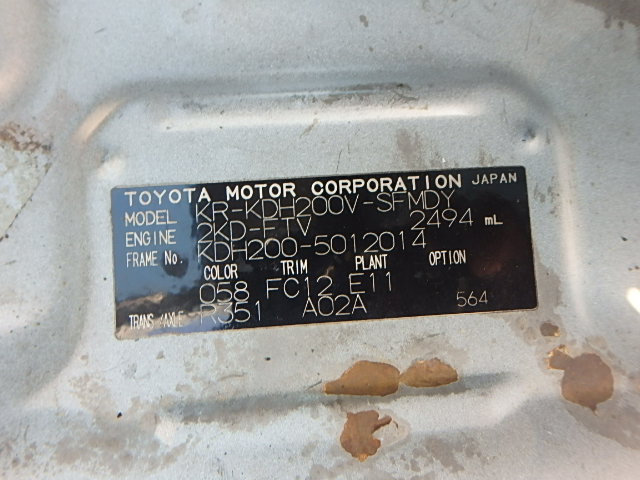 TOYOTA MOTOR CORPORATION JAPAN
MODEL KR-KDH200V-SFMDY
ENGINE 2KD-FTV 2494 mL
FRAME No. KDH200-5012014
COLOR TRIM PLANT OPTION
058 FC12 E11
TRANS/AXLE R351 A02A 564